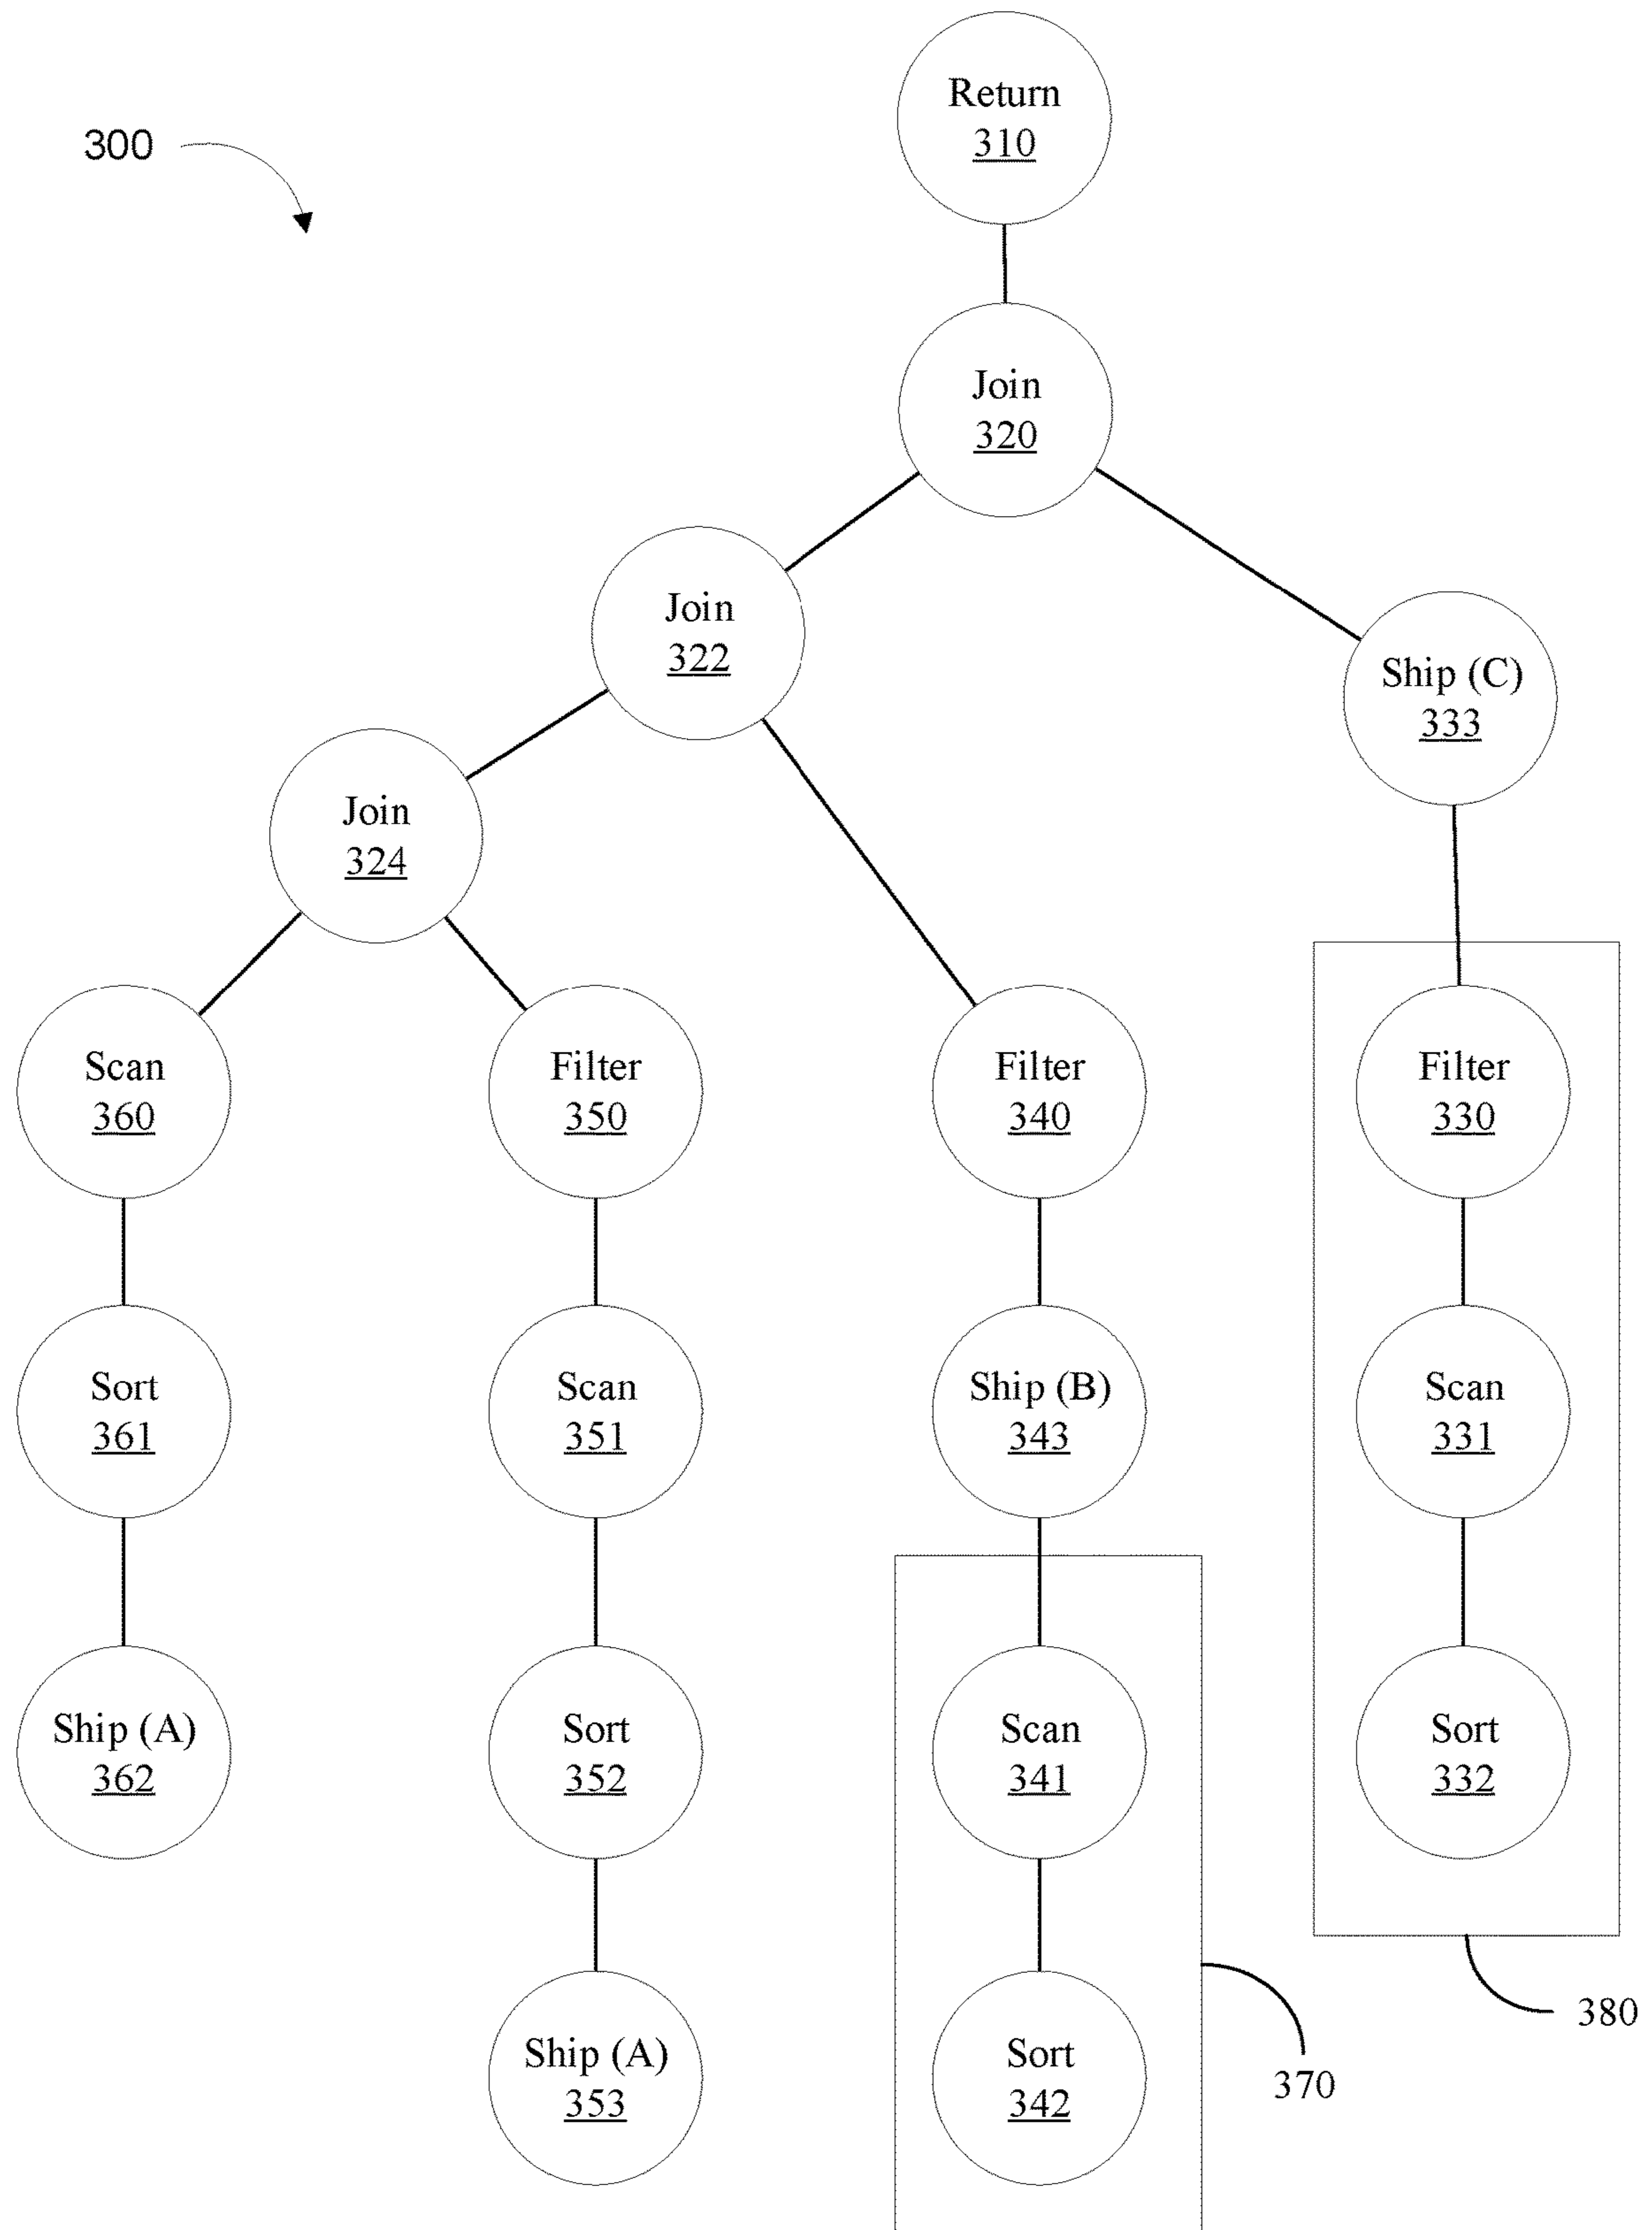 Return
310
300
Join
320
Join
322
Ship (C)
333
Join
324
Scan
360
Filter
350
Filter
340
Filter
330
Sort
361
Scan
351
Ship (B)
343
Scan
331
Ship (A)
362
Sort
352
Scan
341
Sort
332
380
Ship (A)
353
Sort
342
370